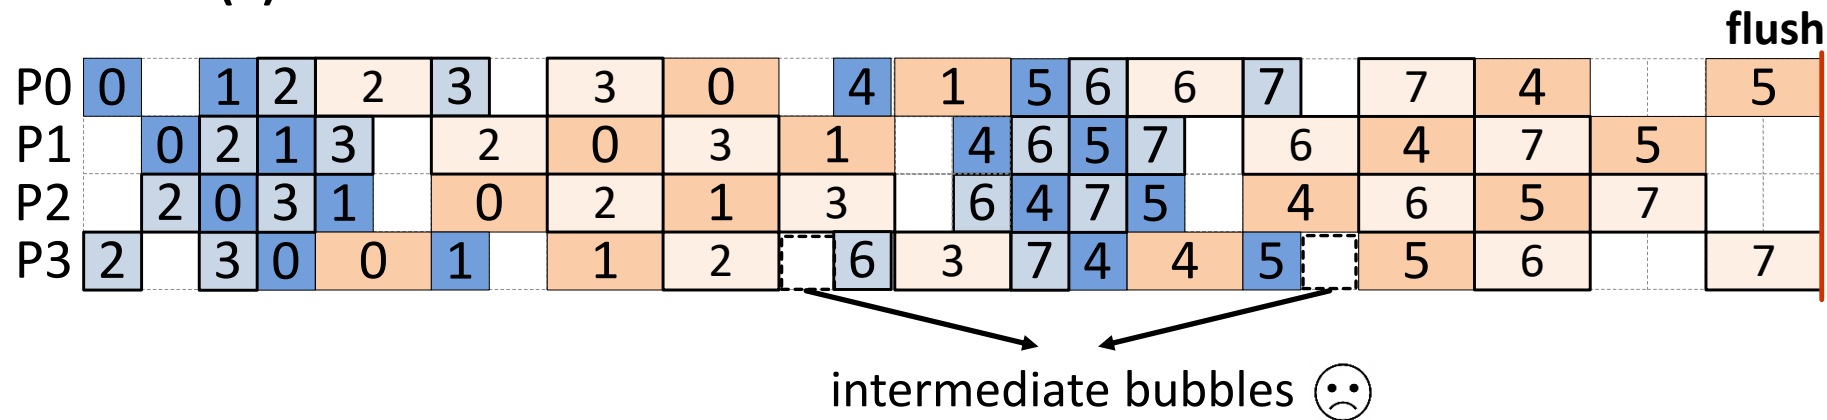 flush
P0 0 1 2 2 3 3 0 4 1 5 6 6 7 7 4 5
P1 0 2 1 3 2 0 3 1 4 6 5 7 6 4 7 5
P2 2 0 3 1 0 2 1 3 6 4 7 5 4 6 5 7
P3 2 3 0 0 1 1 2 6 3 7 4 4 5 5 6 7
intermediate bubbles